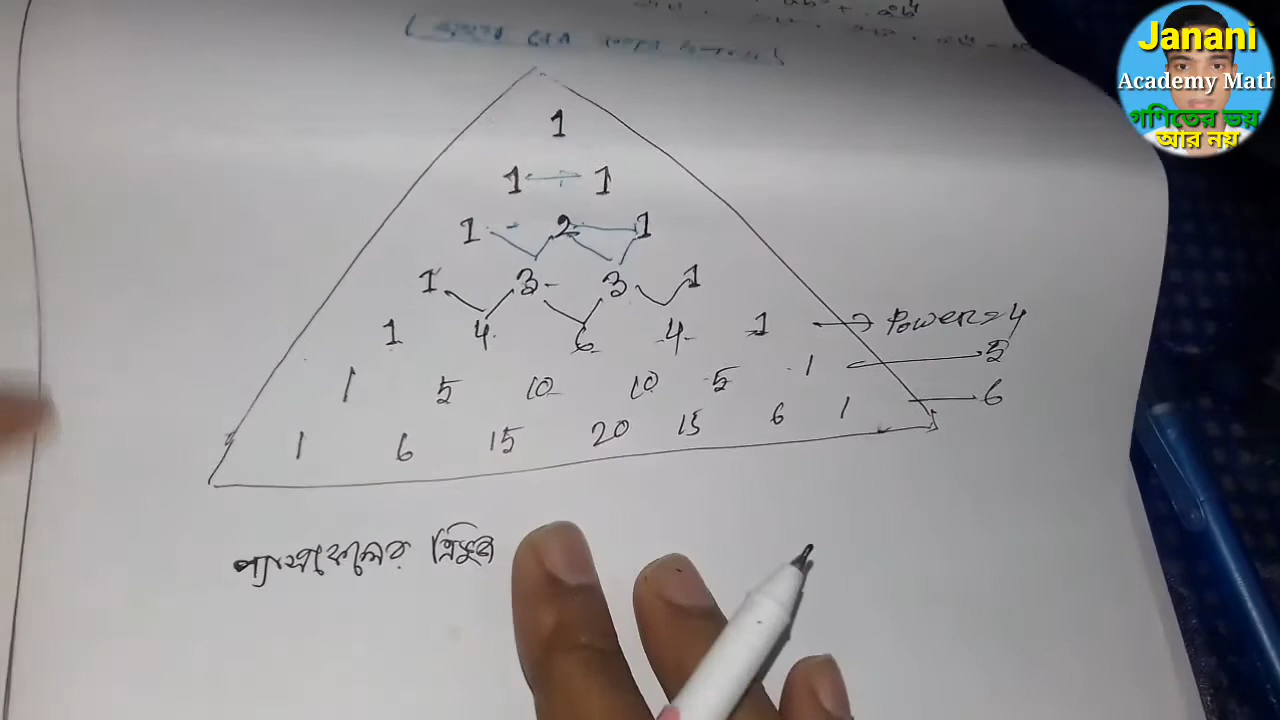 Janani
Academy Math
গণিতের ভয়
আর নয়
1
1 1
1 2 1
1 3 3 1
1 4 6 4 1 → Power = 4
1 5 10 10 5 1 5
1 6 15 20 15 6 1 6
প্যাসকেলের ত্রিভুজ